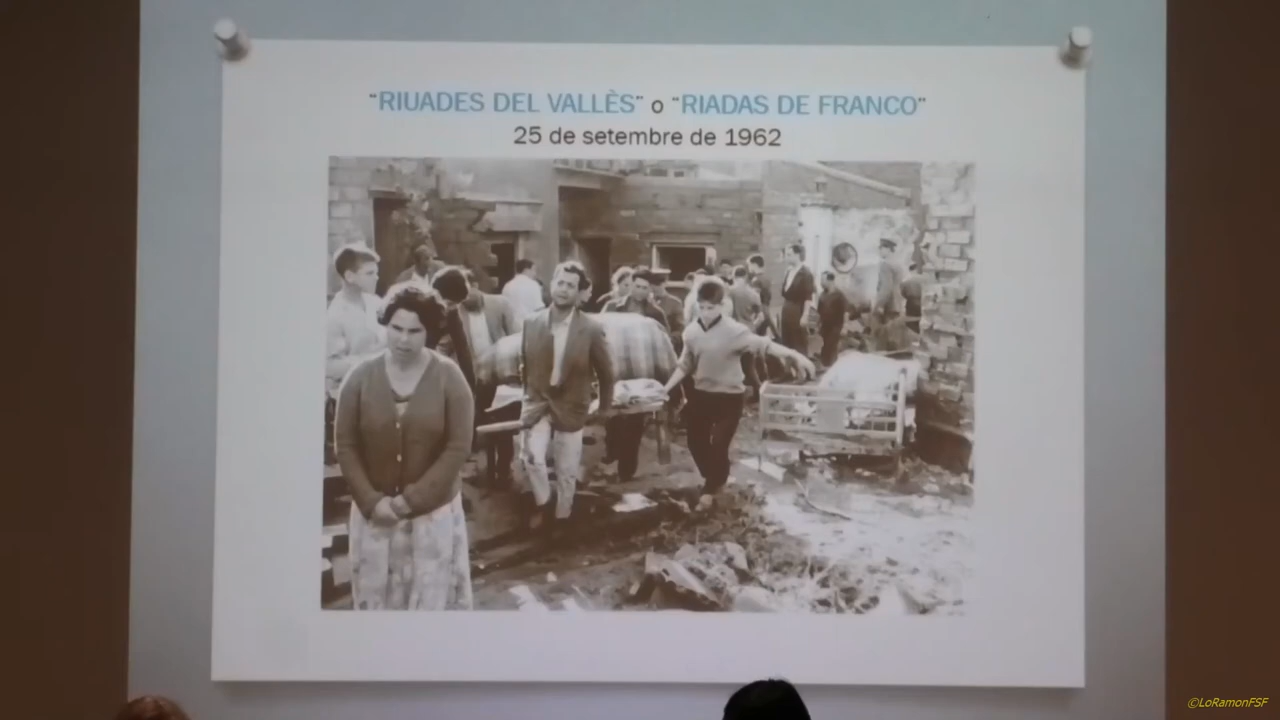 “RIUADES DEL VALLÈS” o “RIADAS DE FRANCO”
25 de setembre de 1962
©LoRamonFSF